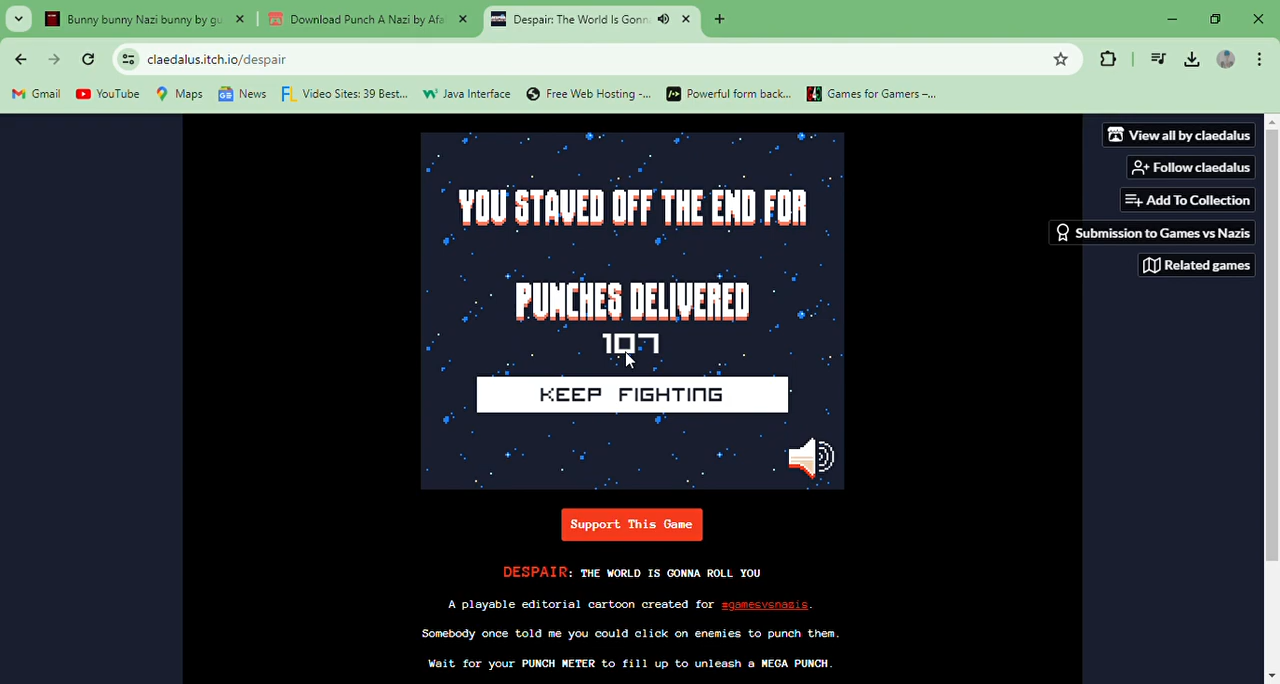 Bunny bunny Nazi bunny by gu
Download Punch A Nazi by Afa
Despair: The World Is Gonn
claedalus.itch.io/despair
Gmail
YouTube
Maps
News
Video Sites: 39 Best...
Java Interface
Free Web Hosting -...
Powerful form back...
Games for Gamers –...
View all by claedalus
Follow claedalus
Add To Collection
Submission to Games vs Nazis
Related games
YOU STAVED OFF THE END FOR
PUNCHES DELIVERED
107
KEEP FIGHTING
Support This Game
DESPAIR: THE WORLD IS GONNA ROLL YOU
A playable editorial cartoon created for #gamesvsnazis.
Somebody once told me you could click on enemies to punch them.
Wait for your PUNCH METER to fill up to unleash a MEGA PUNCH.